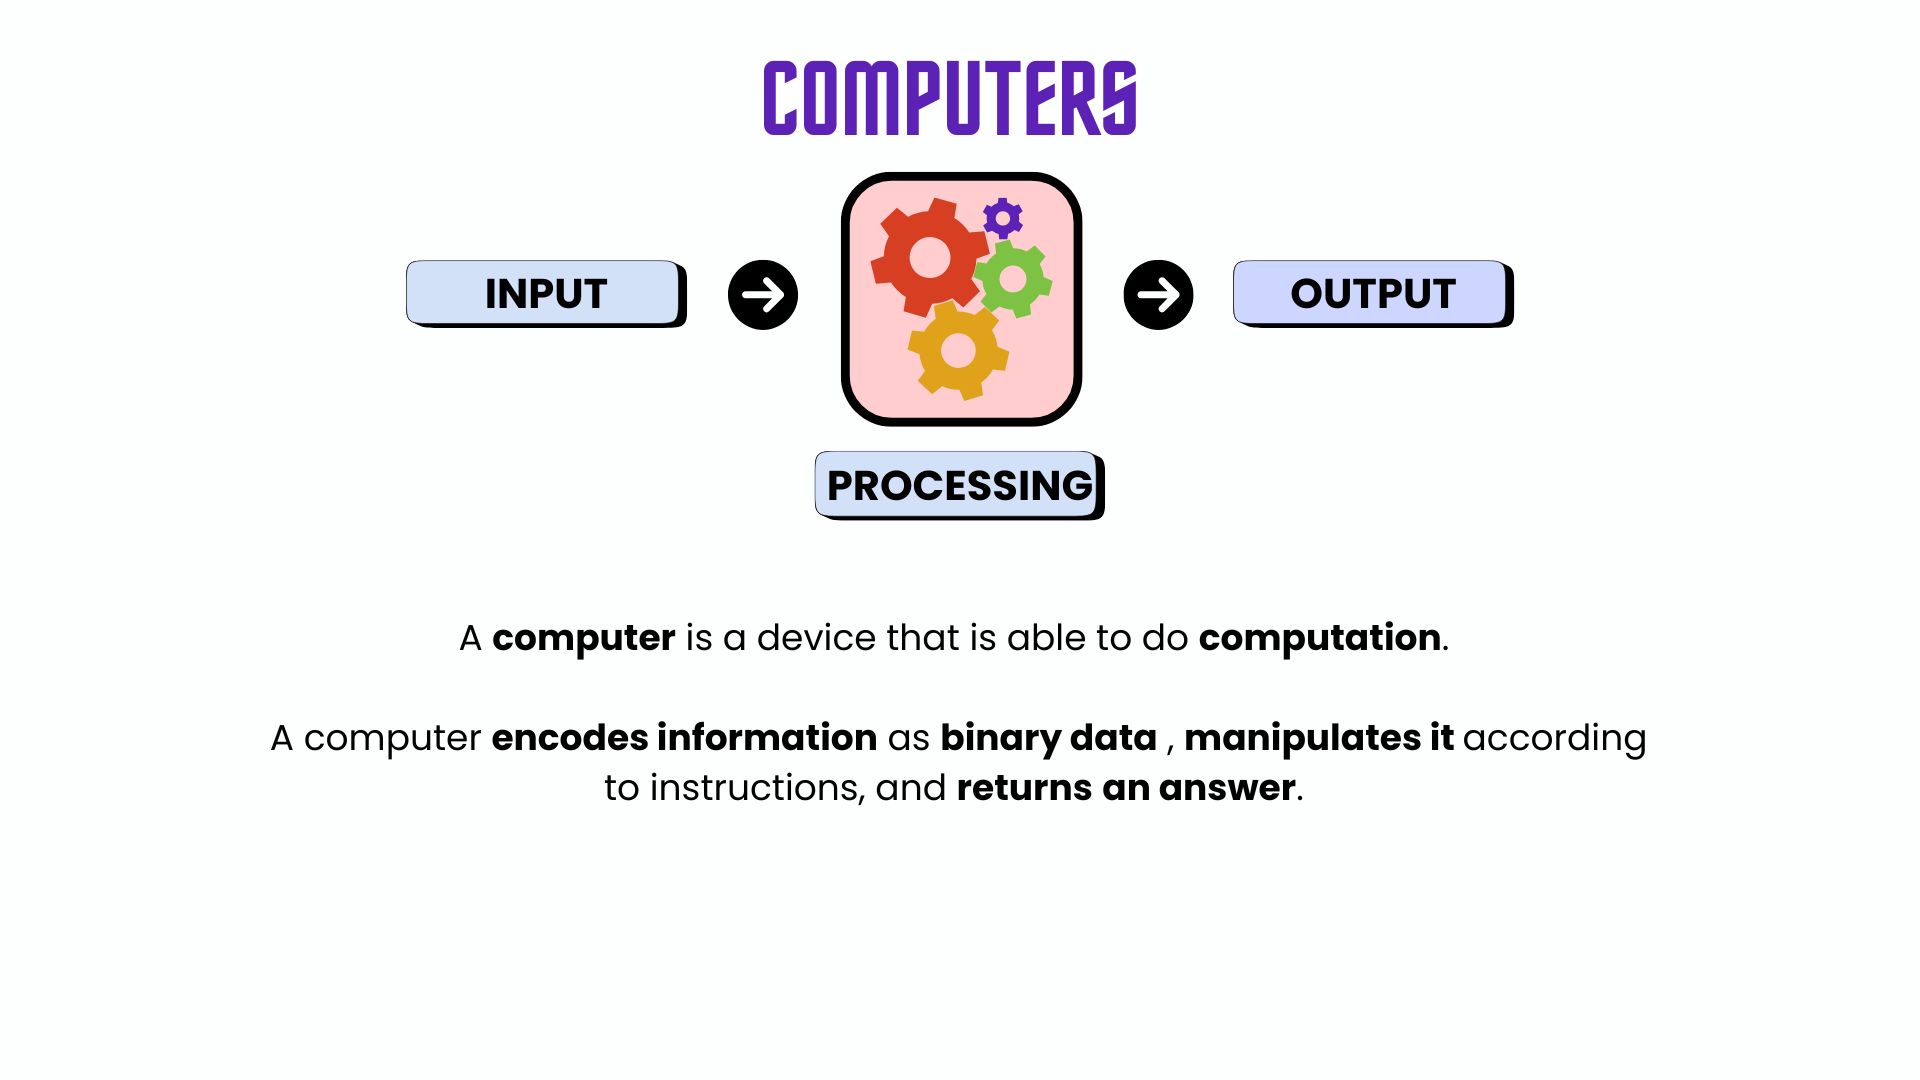 COMPUTERS
INPUT
OUTPUT
PROCESSING
A computer is a device that is able to do computation.
A computer encodes information as binary data , manipulates it according
to instructions, and returns an answer.